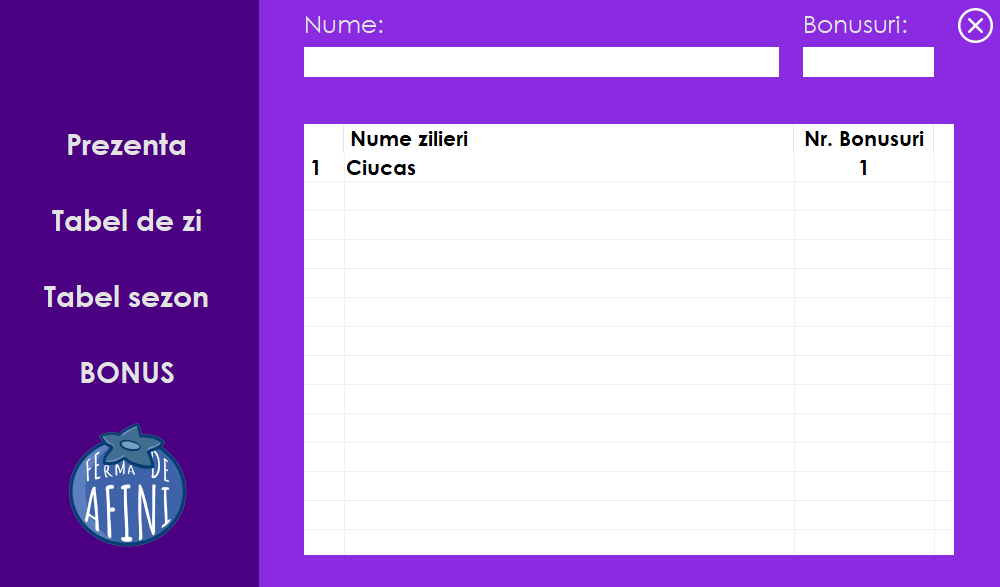 Nume:
Bonusuri:
Prezenta
Tabel de zi
Tabel sezon
BONUS
FERMA DE
AFINI
Nume zilieri
Nr. Bonusuri
1
Ciucas
1